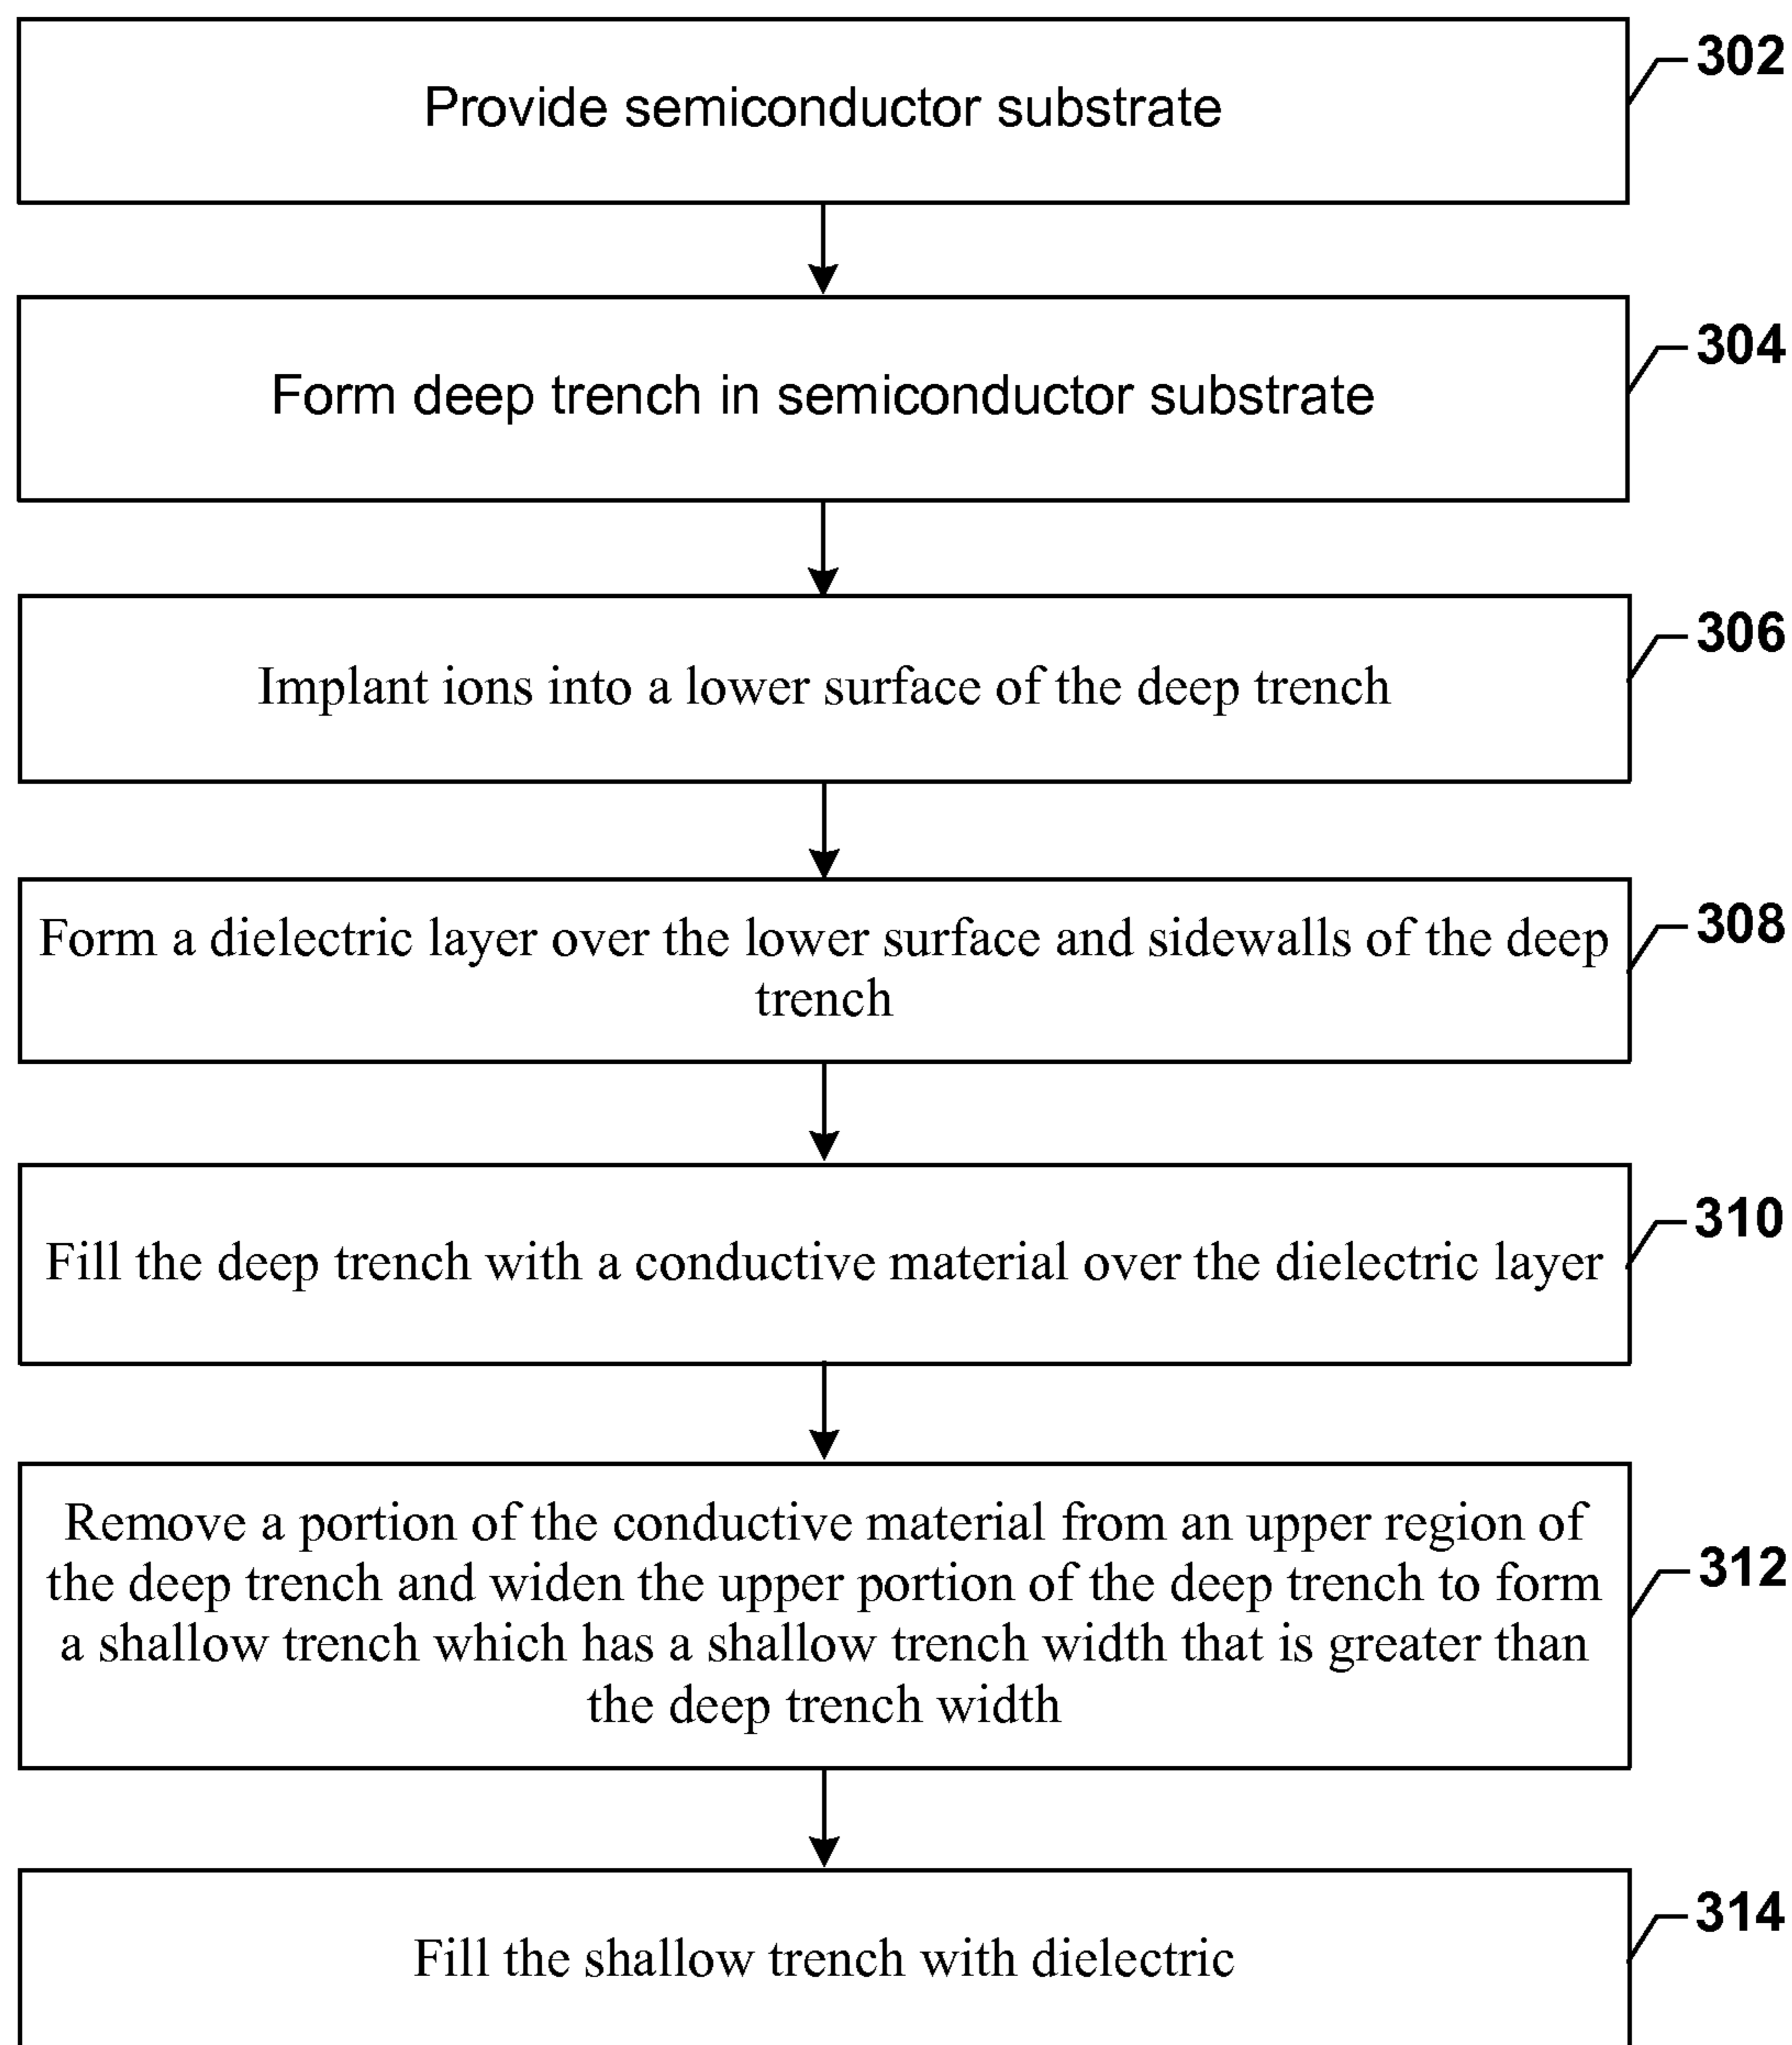 302
Provide semiconductor substrate
304
Form deep trench in semiconductor substrate
306
Implant ions into a lower surface of the deep trench
308
Form a dielectric layer over the lower surface and sidewalls of the deep
trench
310
Fill the deep trench with a conductive material over the dielectric layer
Remove a portion of the conductive material from an upper region of
312
the deep trench and widen the upper portion of the deep trench to form
a shallow trench which has a shallow trench width that is greater than
the deep trench width
314
Fill the shallow trench with dielectric